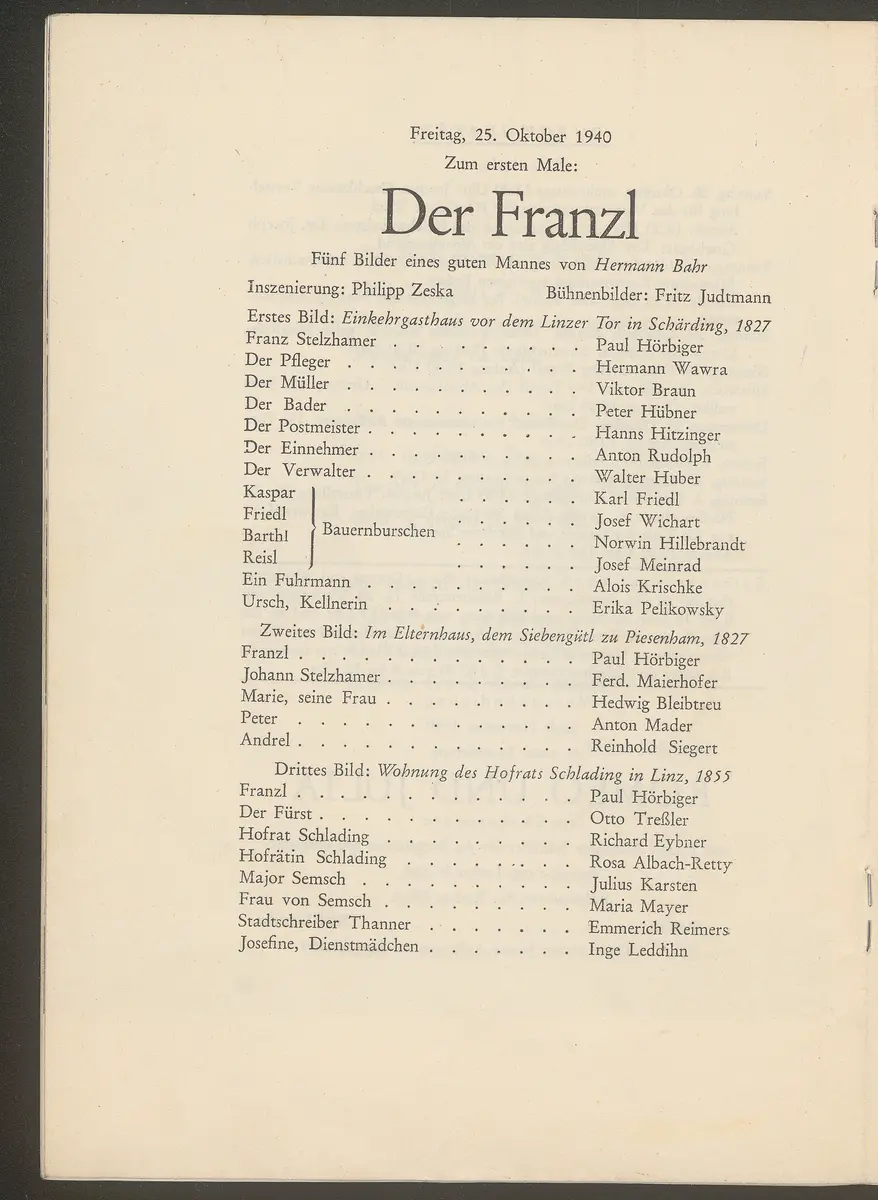 Freitag, 25. Oktober 1940
Zum ersten Male:
Der Franzl
Fünf Bilder eines guten Mannes von Hermann Bahr
Inszenierung: Philipp Zeska Bühnenbilder: Fritz Judtmann
Erstes Bild: Einkehrgasthaus vor dem Linzer Tor in Schärding, 1827
Franz Stelzhamer . . . . . . . . . Paul Hörbiger
Der Pfleger . . . . . . . . . . . Hermann Wawra
Der Müller . . . . . . . . . . . Viktor Braun
Der Bader . . . . . . . . . . . Peter Hübner
Der Postmeister . . . . . . . . . . Hanns Hitzinger
Der Einnehmer . . . . . . . . . . Anton Rudolph
Der Verwalter . . . . . . . . . . Walter Huber
Kaspar . . . . . . Karl Friedl
Friedl . . . . . . Josef Wichart
Bauernburschen
Barthl . . . . . . Norwin Hillebrandt
Reisl . . . . . . Josef Meinrad
Ein Fuhrmann . . . . . . . . . . Alois Krischke
Ursch, Kellnerin . . . . . . . . . Erika Pelikowsky
Zweites Bild: Im Elternhaus, dem Siebengütl zu Piesenham, 1827
Franzl . . . . . . . . . . . . . Paul Hörbiger
Johann Stelzhamer . . . . . . . . . Ferd. Maierhofer
Marie, seine Frau . . . . . . . . . Hedwig Bleibtreu
Peter . . . . . . . . . . . . . Anton Mader
Andrel . . . . . . . . . . . . . Reinhold Siegert
Drittes Bild: Wohnung des Hofrats Schlading in Linz, 1855
Franzl . . . . . . . . . . . . . Paul Hörbiger
Der Fürst . . . . . . . . . . . . Otto Treßler
Hofrat Schlading . . . . . . . . . Richard Eybner
Hofrätin Schlading . . . . . . . . Rosa Albach-Retty
Major Semsch . . . . . . . . . . Julius Karsten
Frau von Semsch . . . . . . . . . Maria Mayer
Stadtschreiber Thanner . . . . . . . Emmerich Reimers
Josefine, Dienstmädchen . . . . . . . Inge Leddihn